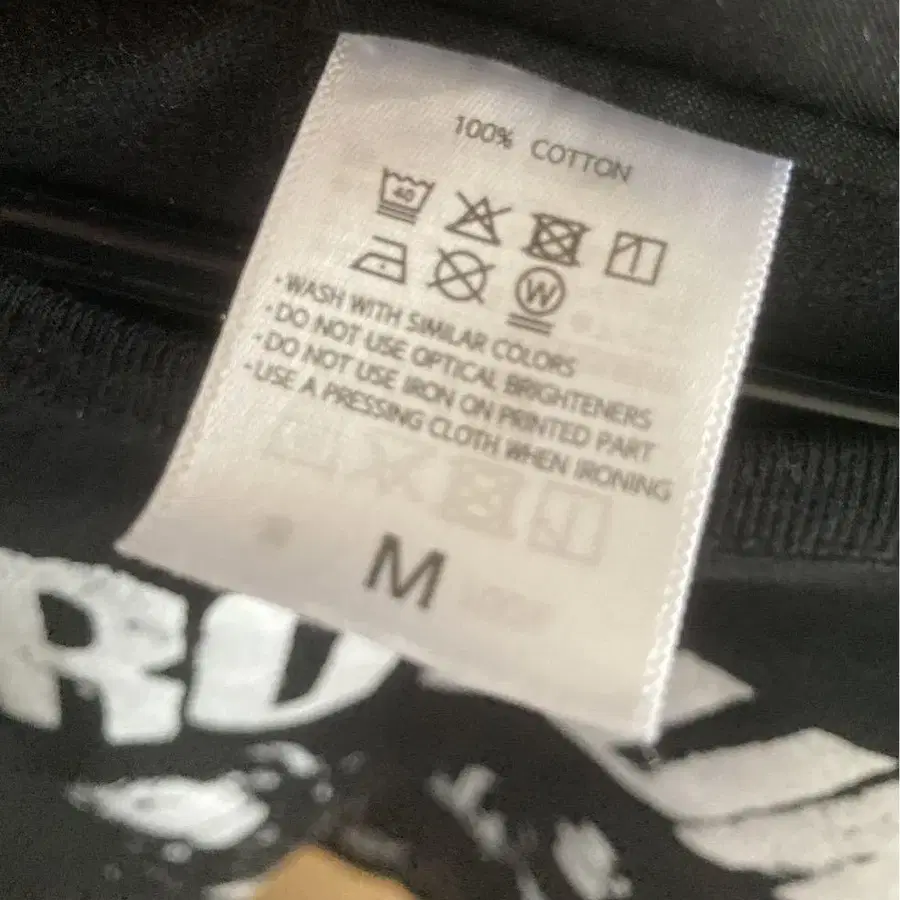 100% COTTON
40
W
· WASH WITH SIMILAR COLORS
· DO NOT USE OPTICAL BRIGHTENERS
· DO NOT USE IRON ON PRINTED PART
· USE A PRESSING CLOTH WHEN IRONING
M
RD